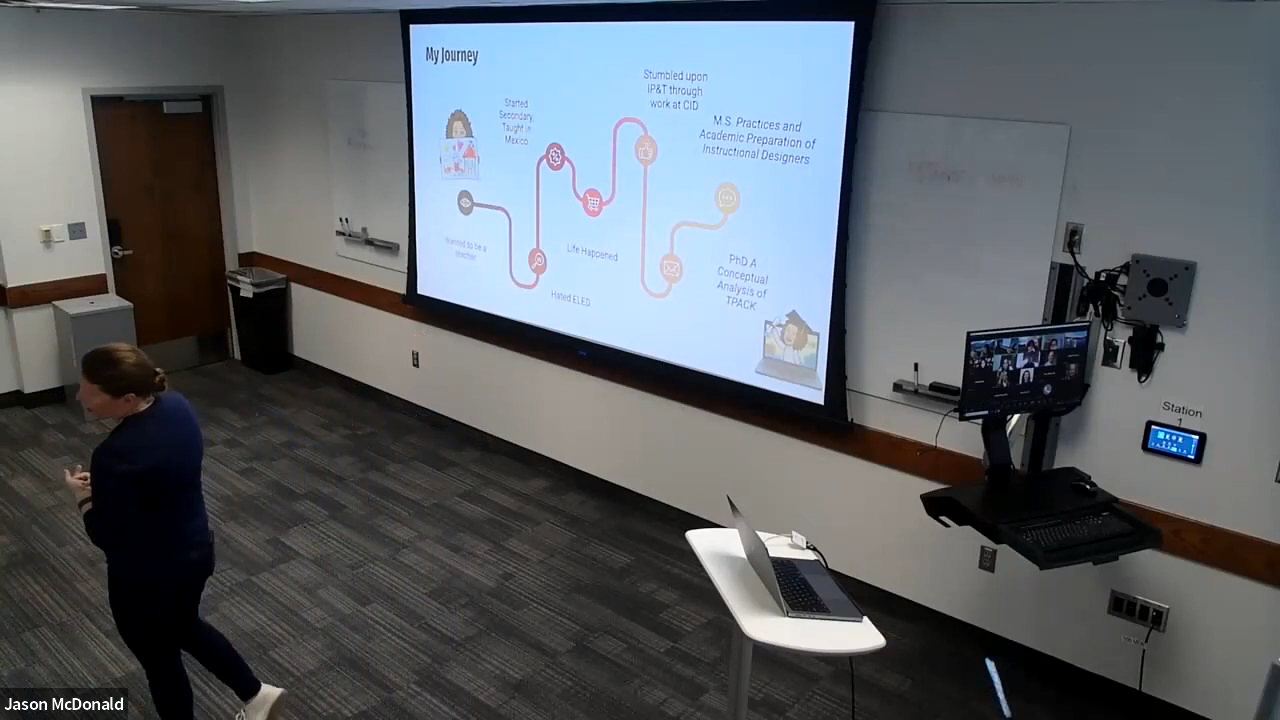 My Journey
Started
Secondary,
Taught in
Mexico
Stumbled upon
IP&T through
work at CID
M.S. Practices and
Academic Preparation of
Instructional Designers
Wanted to be a
teacher
Life Happened
Hated ELED
PhD A
Conceptual
Analysis of
TPACK
Station
1
Jason McDonald